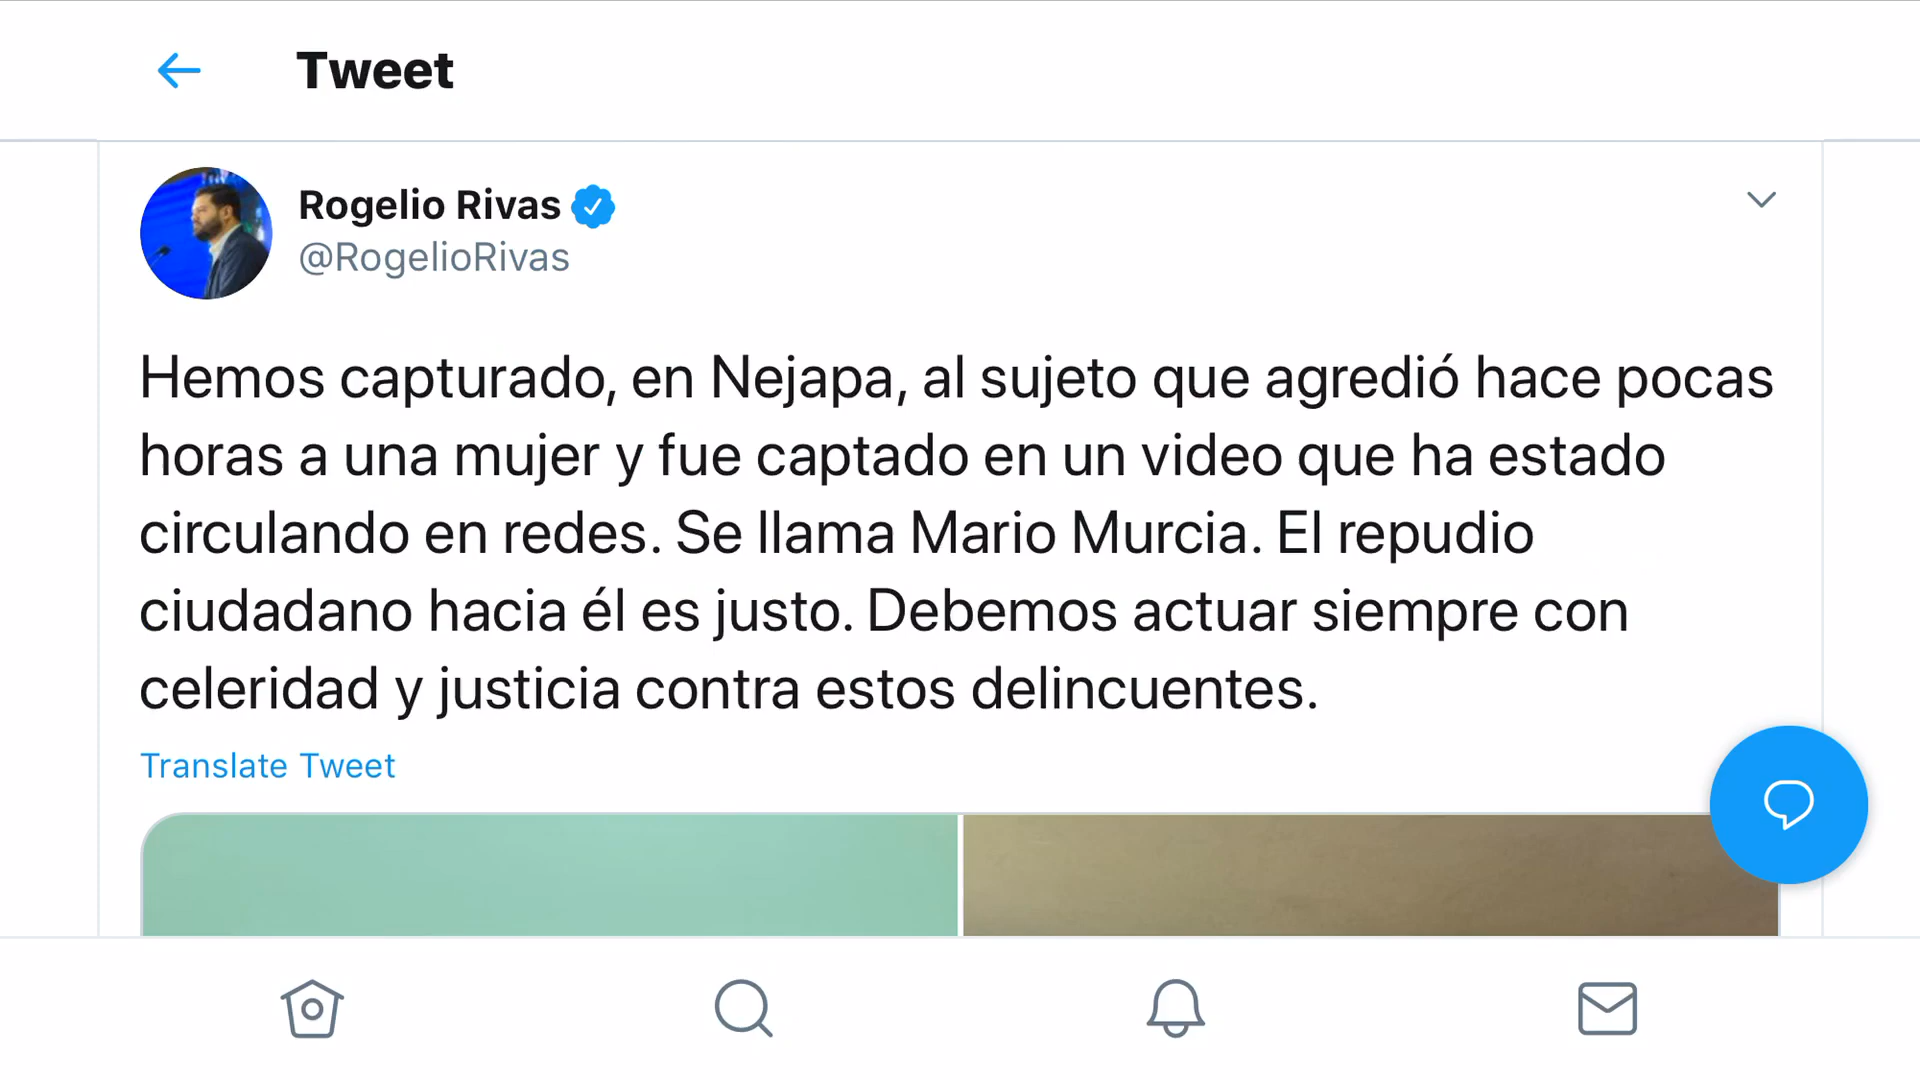 Tweet
Rogelio Rivas
@RogelioRivas
Hemos capturado, en Nejapa, al sujeto que agredió hace pocas
horas a una mujer y fue captado en un video que ha estado
circulando en redes. Se llama Mario Murcia. El repudio
ciudadano hacia él es justo. Debemos actuar siempre con
celeridad y justicia contra estos delincuentes.
Translate Tweet